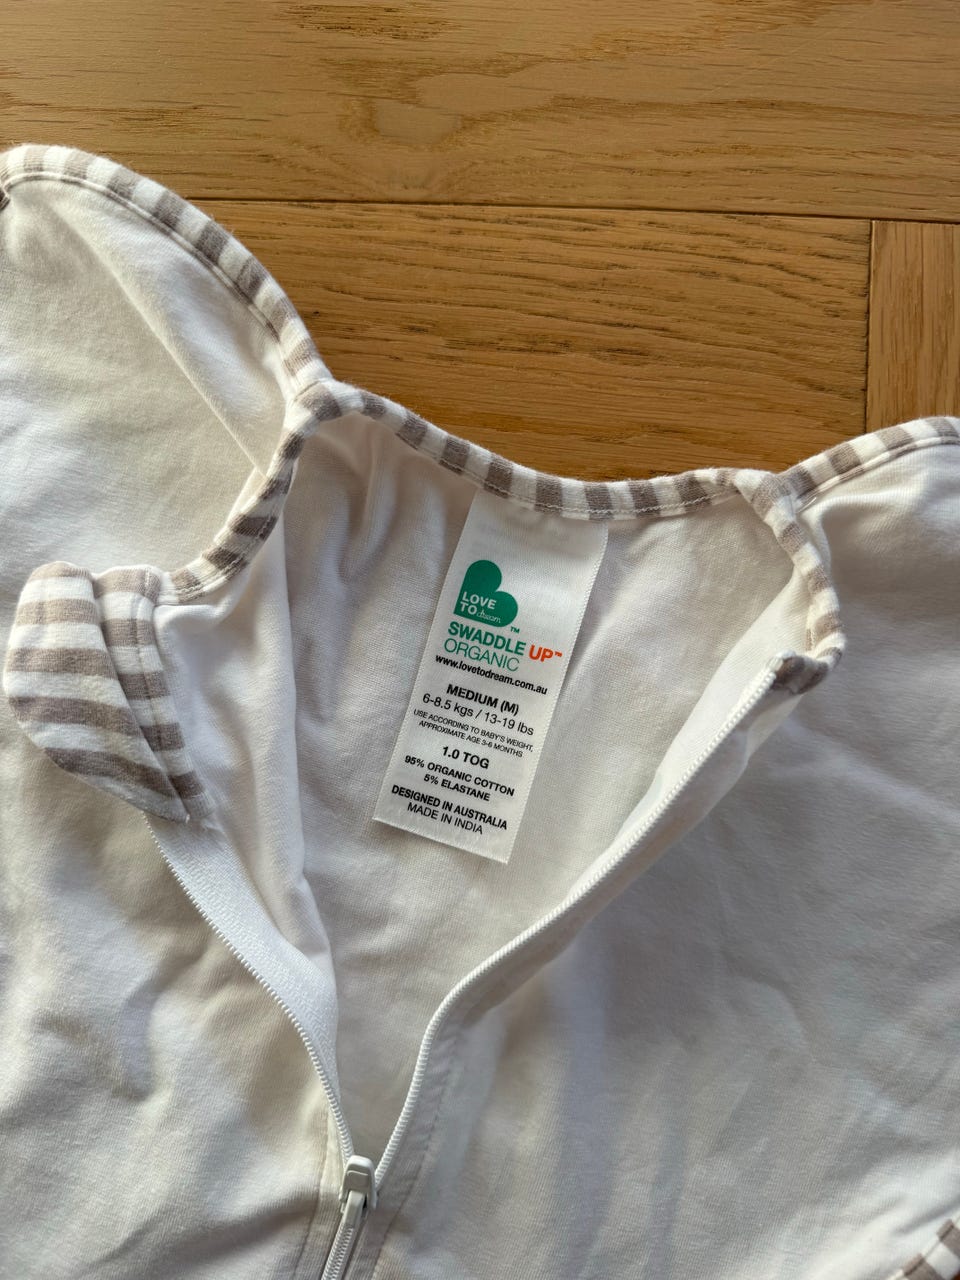 LOVE
TO dream™
SWADDLE UP™
ORGANIC
www.lovetodream.com.au
MEDIUM (M)
6-8.5 kgs / 13-19 lbs
USE ACCORDING TO BABY'S WEIGHT,
APPROXIMATE AGE 3-6 MONTHS
1.0 TOG
95% ORGANIC COTTON
5% ELASTANE
DESIGNED IN AUSTRALIA
MADE IN INDIA